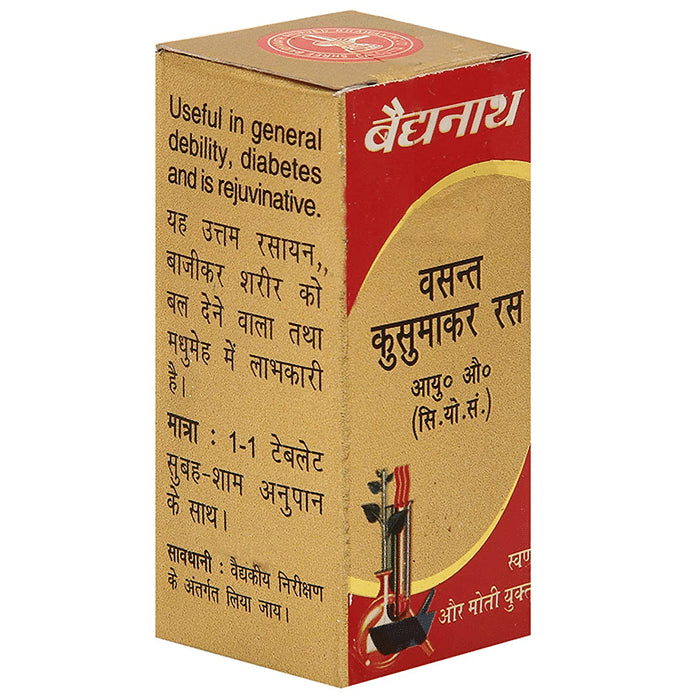 Useful in general
debility, diabetes
and is rejuvinative.
यह उत्तम रसायन,,
बाजीकर शरीर को
बल देने वाला तथा
मधुमेह में लाभकारी
है।
मात्रा : 1-1 टेबलेट
सुबह-शाम अनुपान
के साथ।
सावधानी : वैद्यकीय निरीक्षण
के अंतर्गत लिया जाय।
बैद्यनाथ
वसन्त
कुसुमाकर रस
आयु० औ०
(सि.यो.सं.)
स्वण
और मोती युक्त